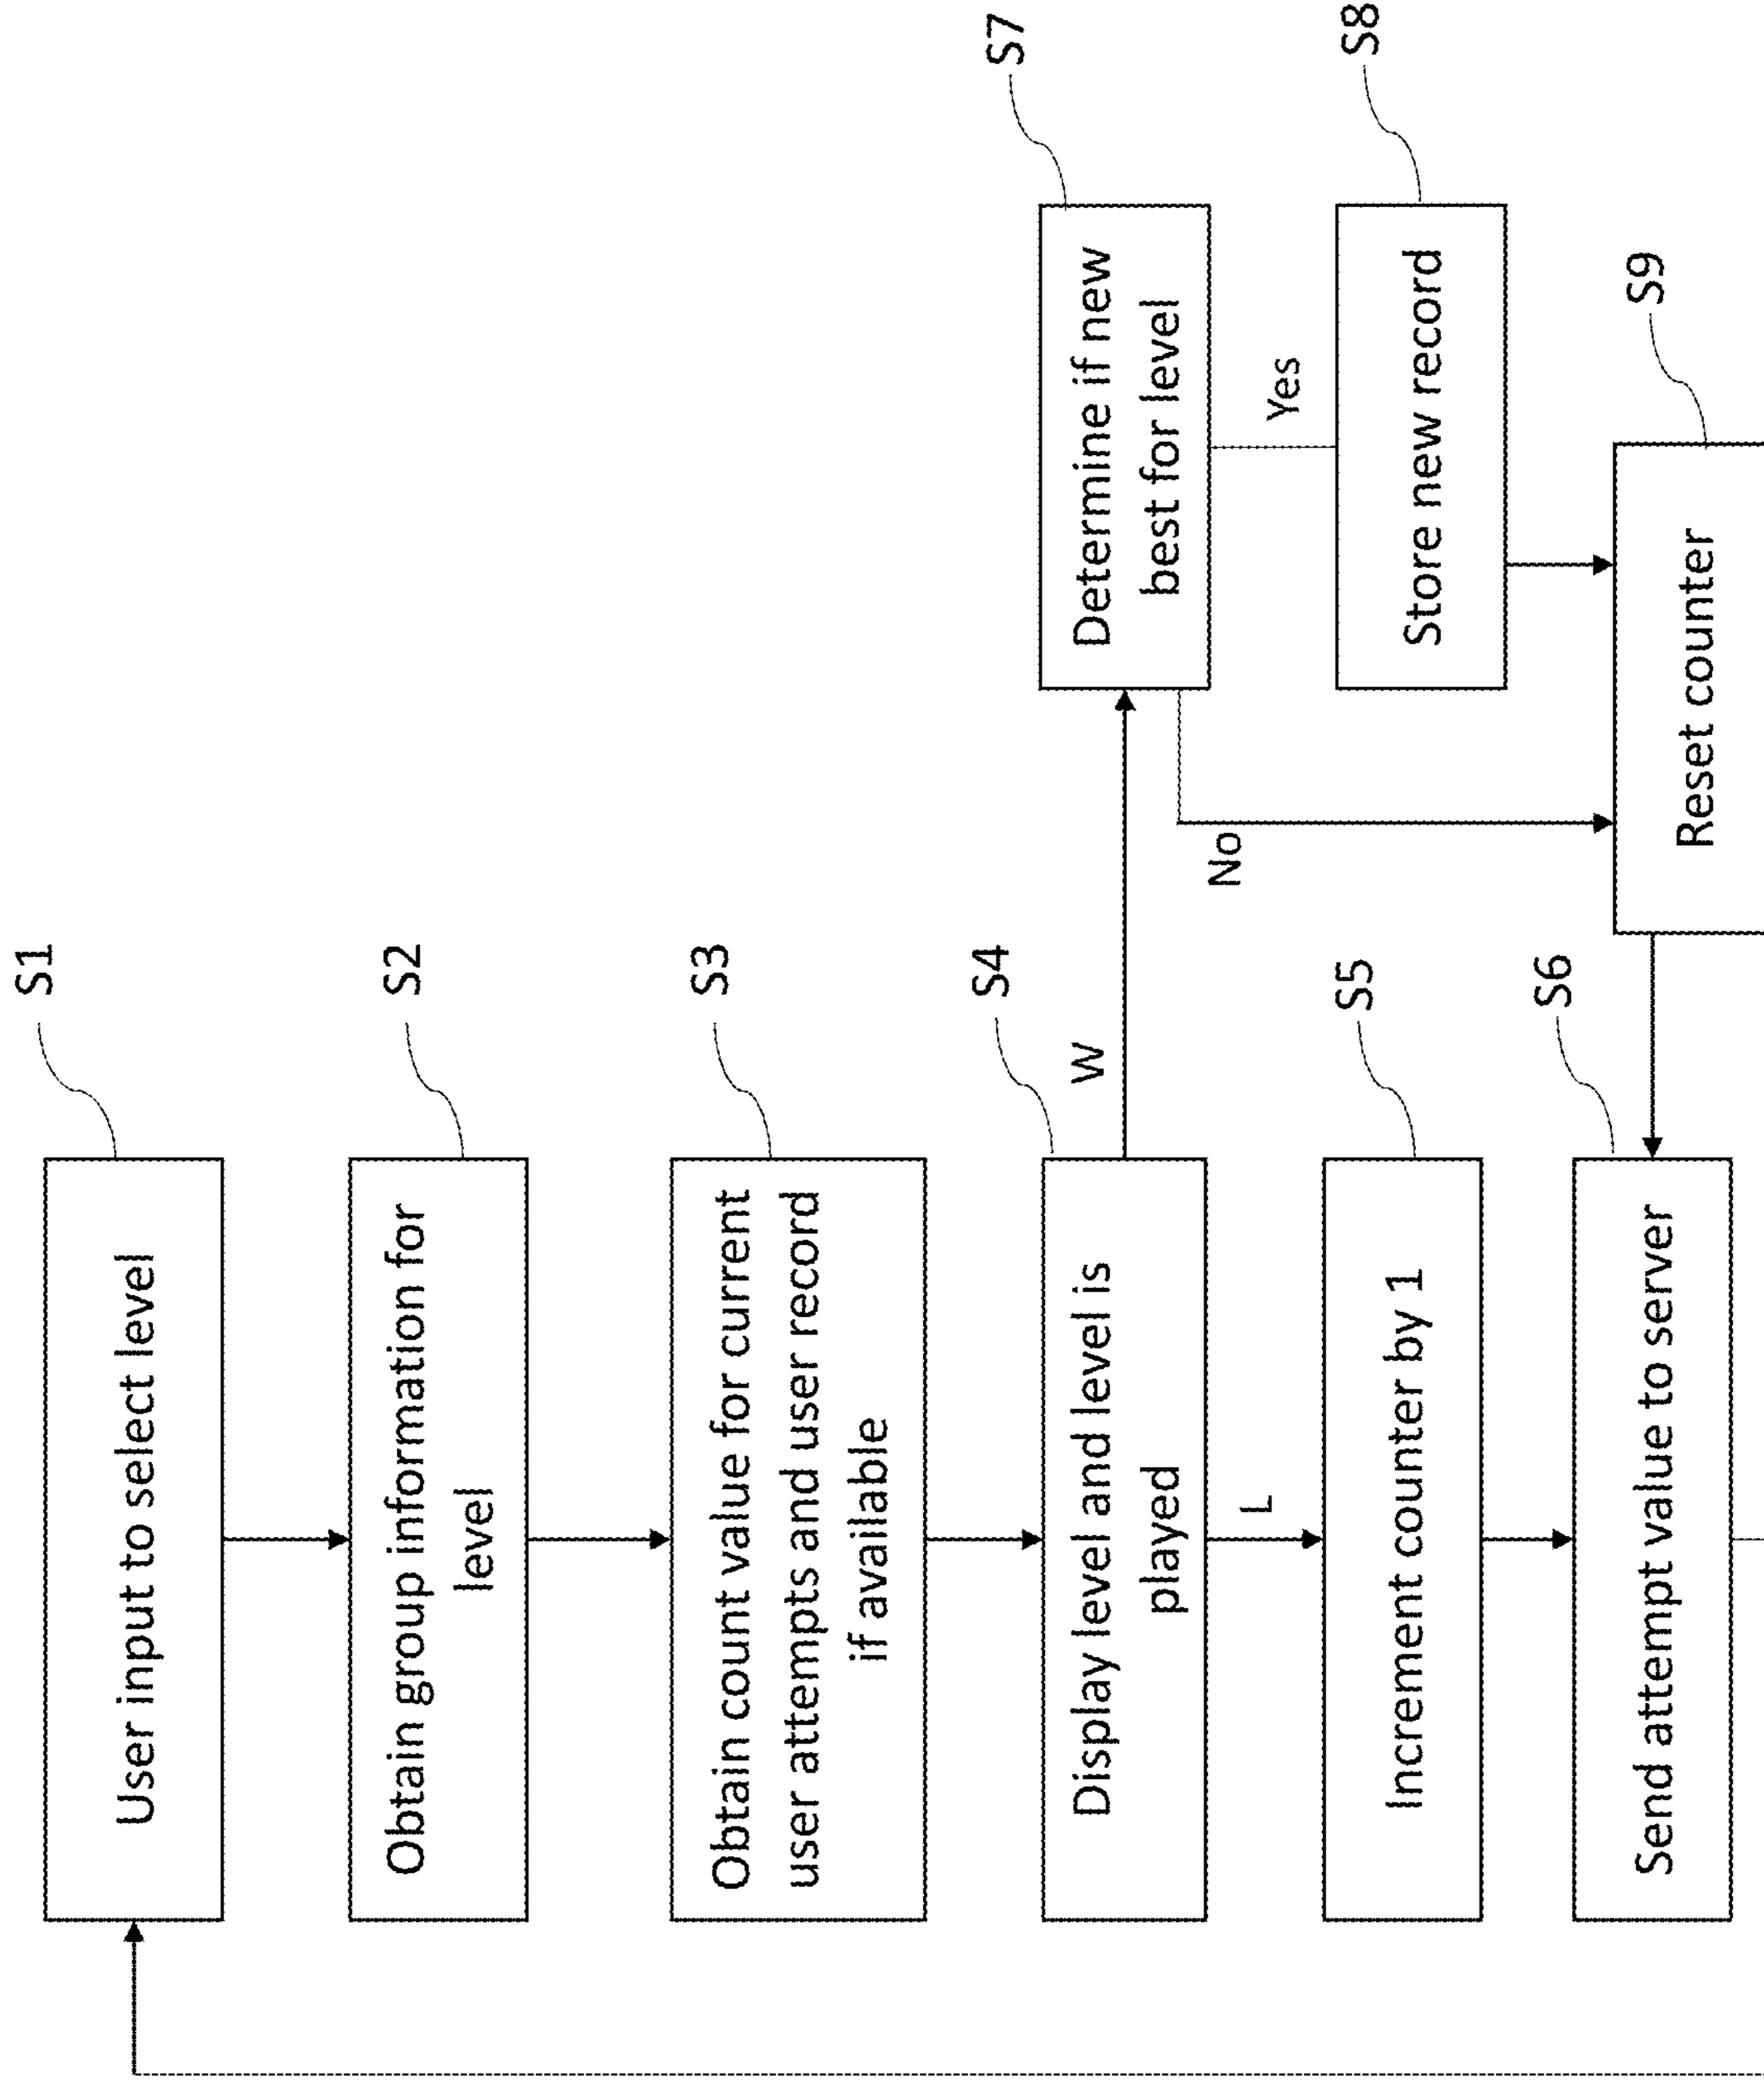 S1
User input to select level
S2
Obtain group information for
level
S3
Obtain count value for current
user attempts and user record
if available
S4
Display level and level is
played
W
L
S5
Increment counter by 1
S6
Send attempt value to server
S7
Determine if new
best for level
Yes
No
S8
Store new record
S9
Reset counter